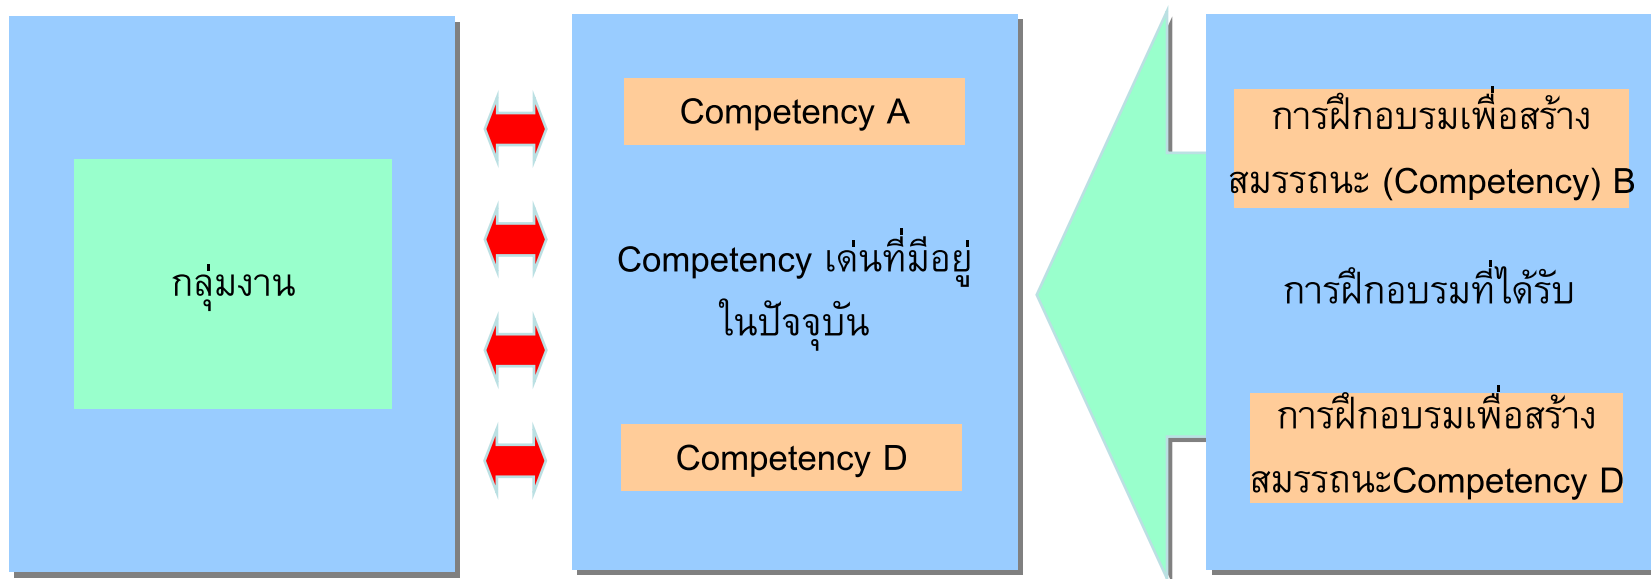 กลุ่มงาน
Competency A
Competency เด่นที่มีอยู่
ในปัจจุบัน
Competency D
การฝึกอบรมเพื่อสร้าง
สมรรถนะ (Competency) B
การฝึกอบรมที่ได้รับ
การฝึกอบรมเพื่อสร้าง
สมรรถนะCompetency D